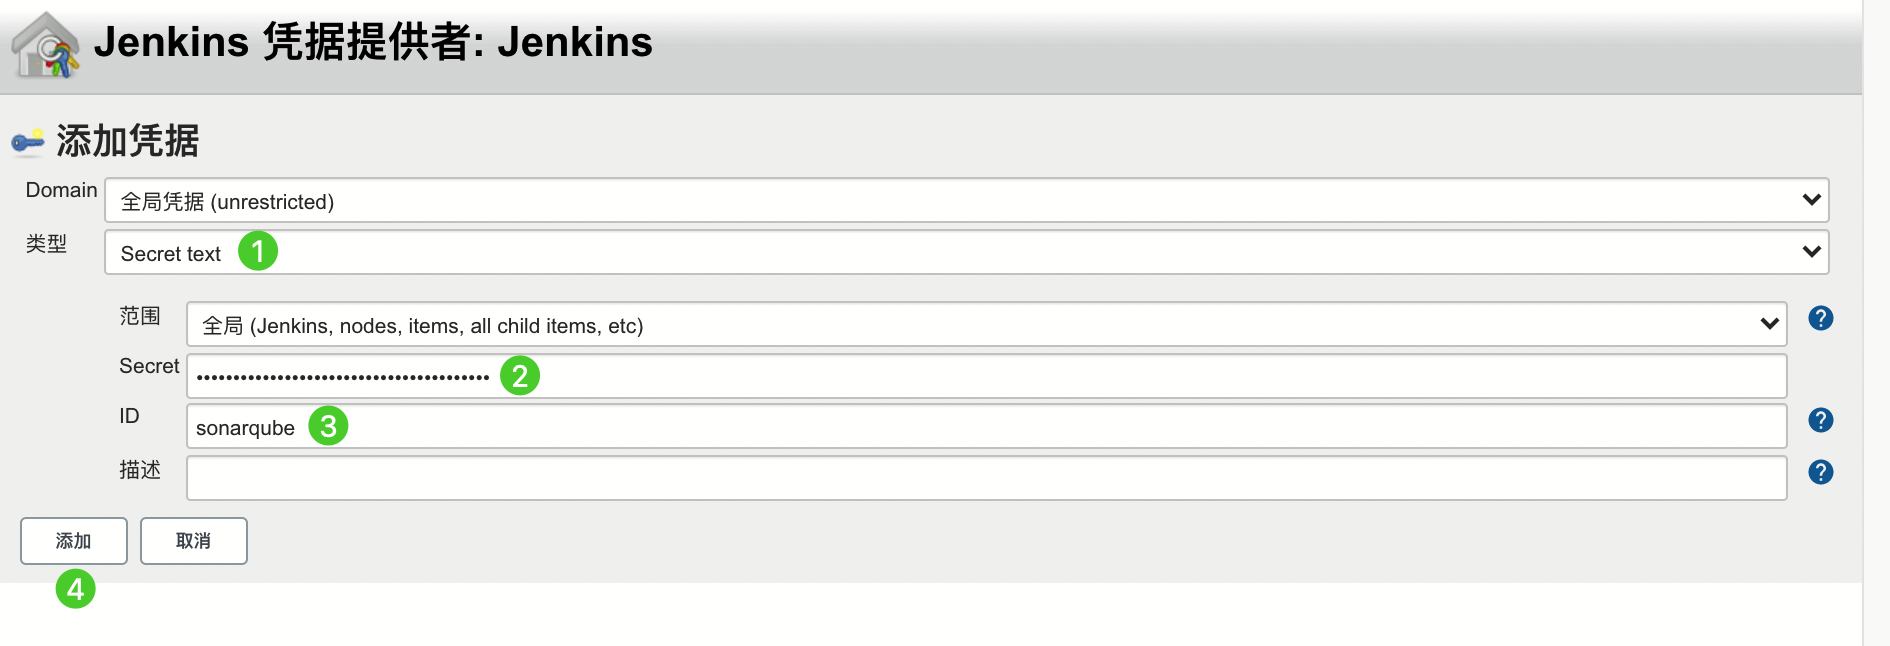 Jenkins 凭据提供者: Jenkins
添加凭据
Domain
全局凭据 (unrestricted)
类型
Secret text 1
范围
全局 (Jenkins, nodes, items, all child items, etc)
?
Secret
•••••••••••••••••••••••••••••••••••••••• 2
ID
sonarqube 3
?
描述
?
添加
取消
4